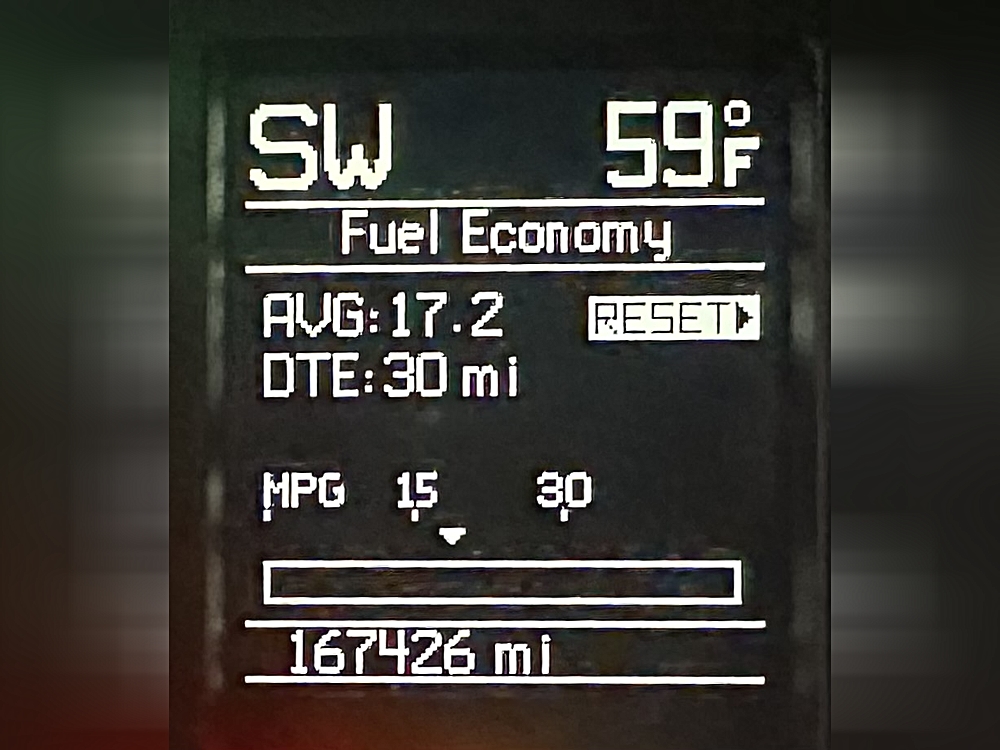 SW 59°F
Fuel Economy
AVG:17.2 RESET
DTE:30 mi
MPG 15 30
167426 mi